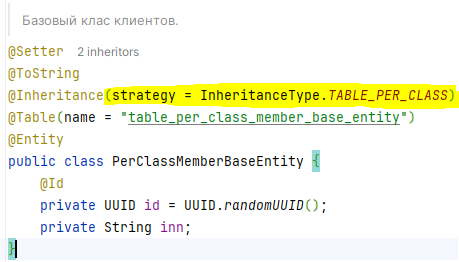 Базовый клас клиентов.
@Setter 2 inheritors
@ToString
@Inheritance(strategy = InheritanceType.TABLE_PER_CLASS)
@Table(name = "table_per_class_member_base_entity")
@Entity
public class PerClassMemberBaseEntity {
@Id
private UUID id = UUID.randomUUID();
private String inn;
}